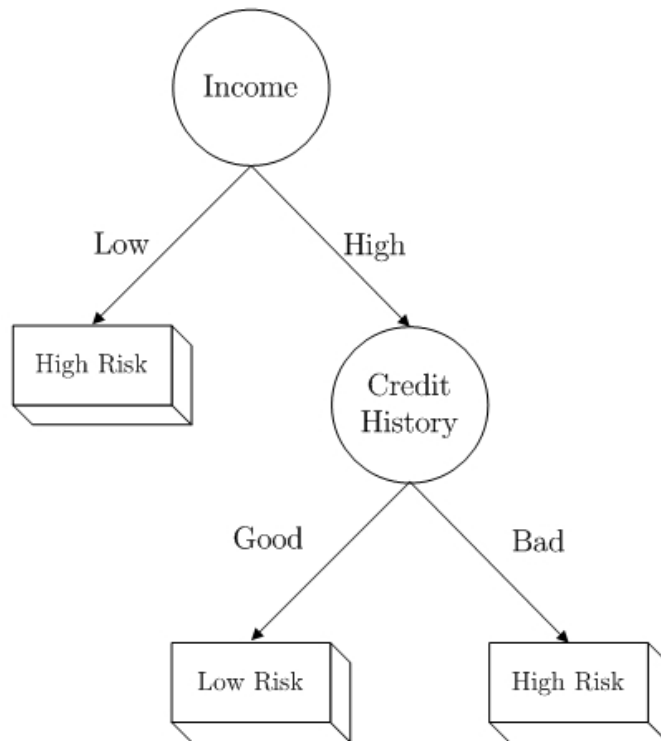 Income
Low
High
High Risk
Credit
History
Good
Bad
Low Risk
High Risk